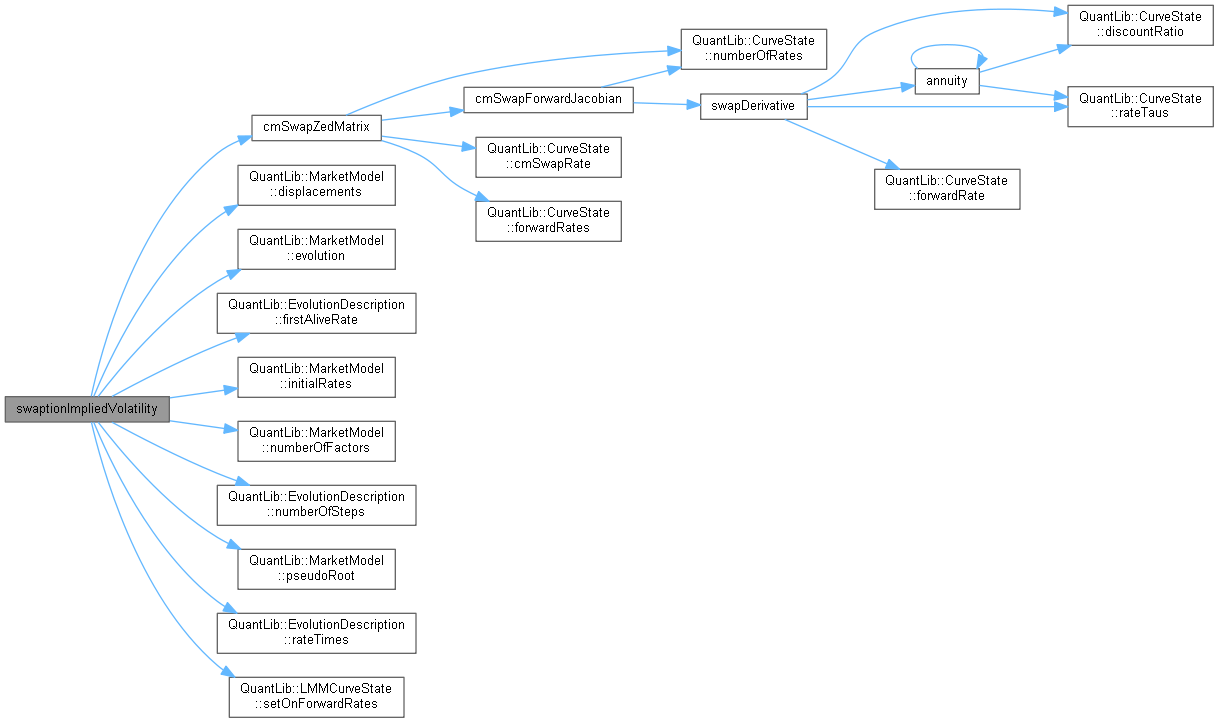 swaptionImpliedVolatility
cmSwapZedMatrix
QuantLib::MarketModel
::displacements
QuantLib::MarketModel
::evolution
QuantLib::EvolutionDescription
::firstAliveRate
QuantLib::MarketModel
::initialRates
QuantLib::MarketModel
::numberOfFactors
QuantLib::EvolutionDescription
::numberOfSteps
QuantLib::MarketModel
::pseudoRoot
QuantLib::EvolutionDescription
::rateTimes
QuantLib::LMMCurveState
::setOnForwardRates
cmSwapForwardJacobian
QuantLib::CurveState
::cmSwapRate
QuantLib::CurveState
::forwardRates
QuantLib::CurveState
::numberOfRates
swapDerivative
annuity
QuantLib::CurveState
::forwardRate
QuantLib::CurveState
::discountRatio
QuantLib::CurveState
::rateTaus